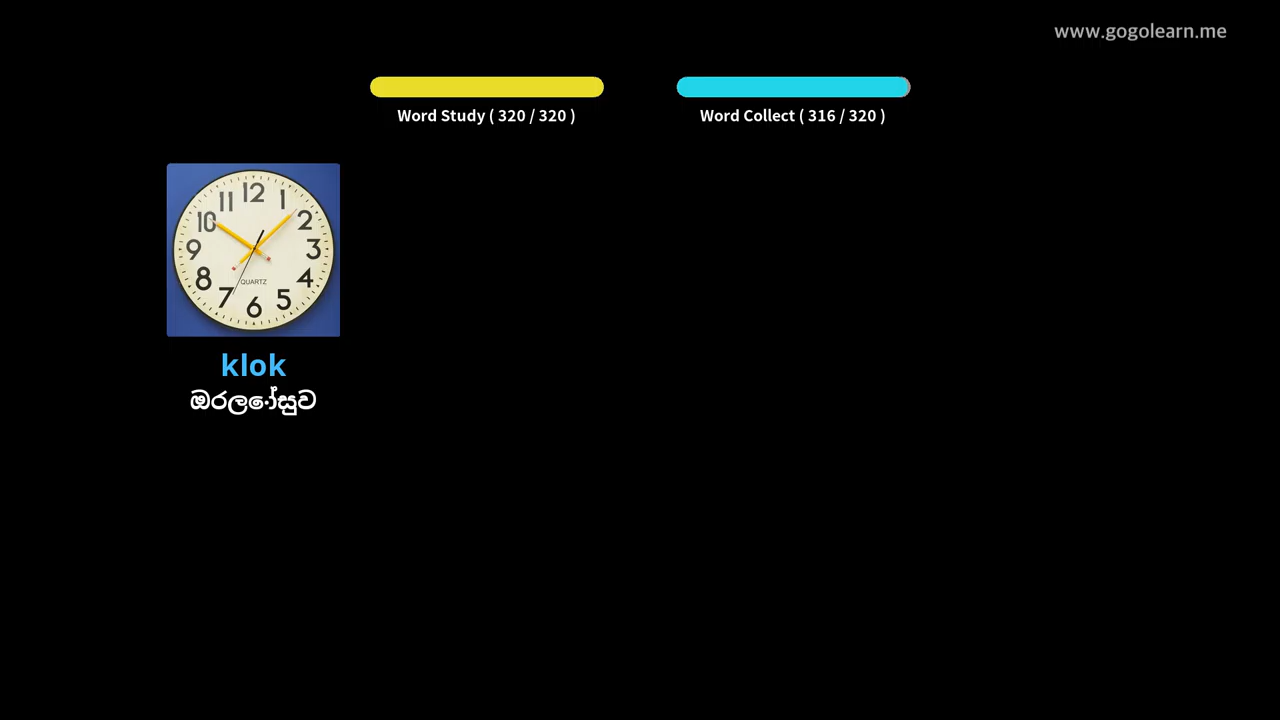 www.gogolearn.me
Word Study ( 320 / 320 )
Word Collect ( 316 / 320 )
12
11
1
10
2
9
3
8
4
7
5
6
QUARTZ
klok
ඔරලෝසුව